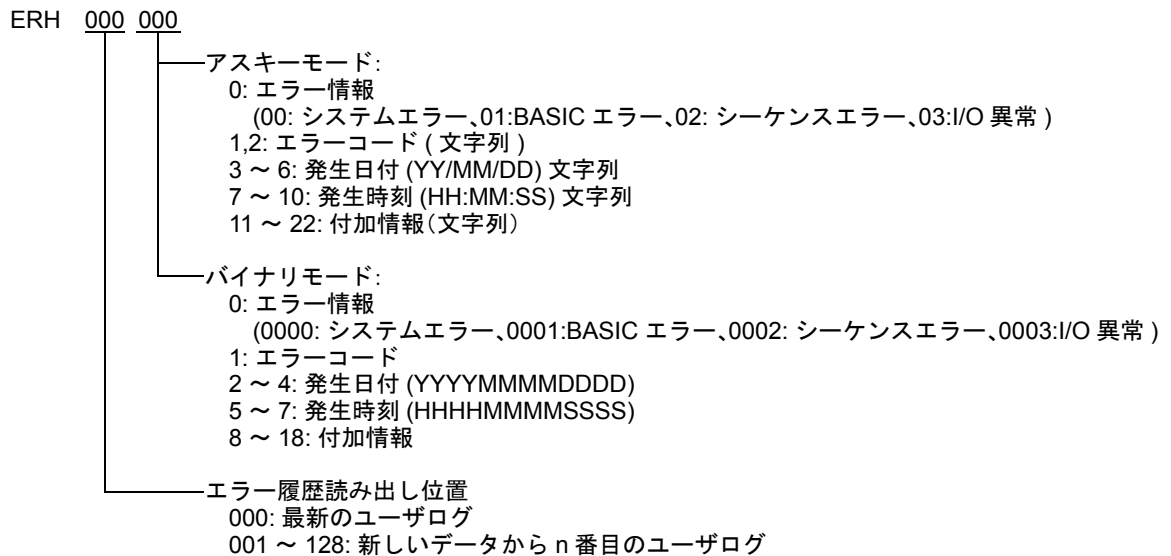 ERH 000 000
アスキーモード:
0: エラー情報
(00: システムエラー、01:BASIC エラー、02: シーケンスエラー、03:I/O 異常 )
1,2: エラーコード ( 文字列 )
3 ～ 6: 発生日付 (YY/MM/DD) 文字列
7 ～ 10: 発生時刻 (HH:MM:SS) 文字列
11 ～ 22: 付加情報（文字列）
バイナリモード:
0: エラー情報
(0000: システムエラー、0001:BASIC エラー、0002: シーケンスエラー、0003:I/O 異常 )
1: エラーコード
2 ～ 4: 発生日付 (YYYYMMMMDDDD)
5 ～ 7: 発生時刻 (HHHHMMMMSSSS)
8 ～ 18: 付加情報
エラー履歴読み出し位置
000: 最新のユーザログ
001 ～ 128: 新しいデータから n 番目のユーザログ